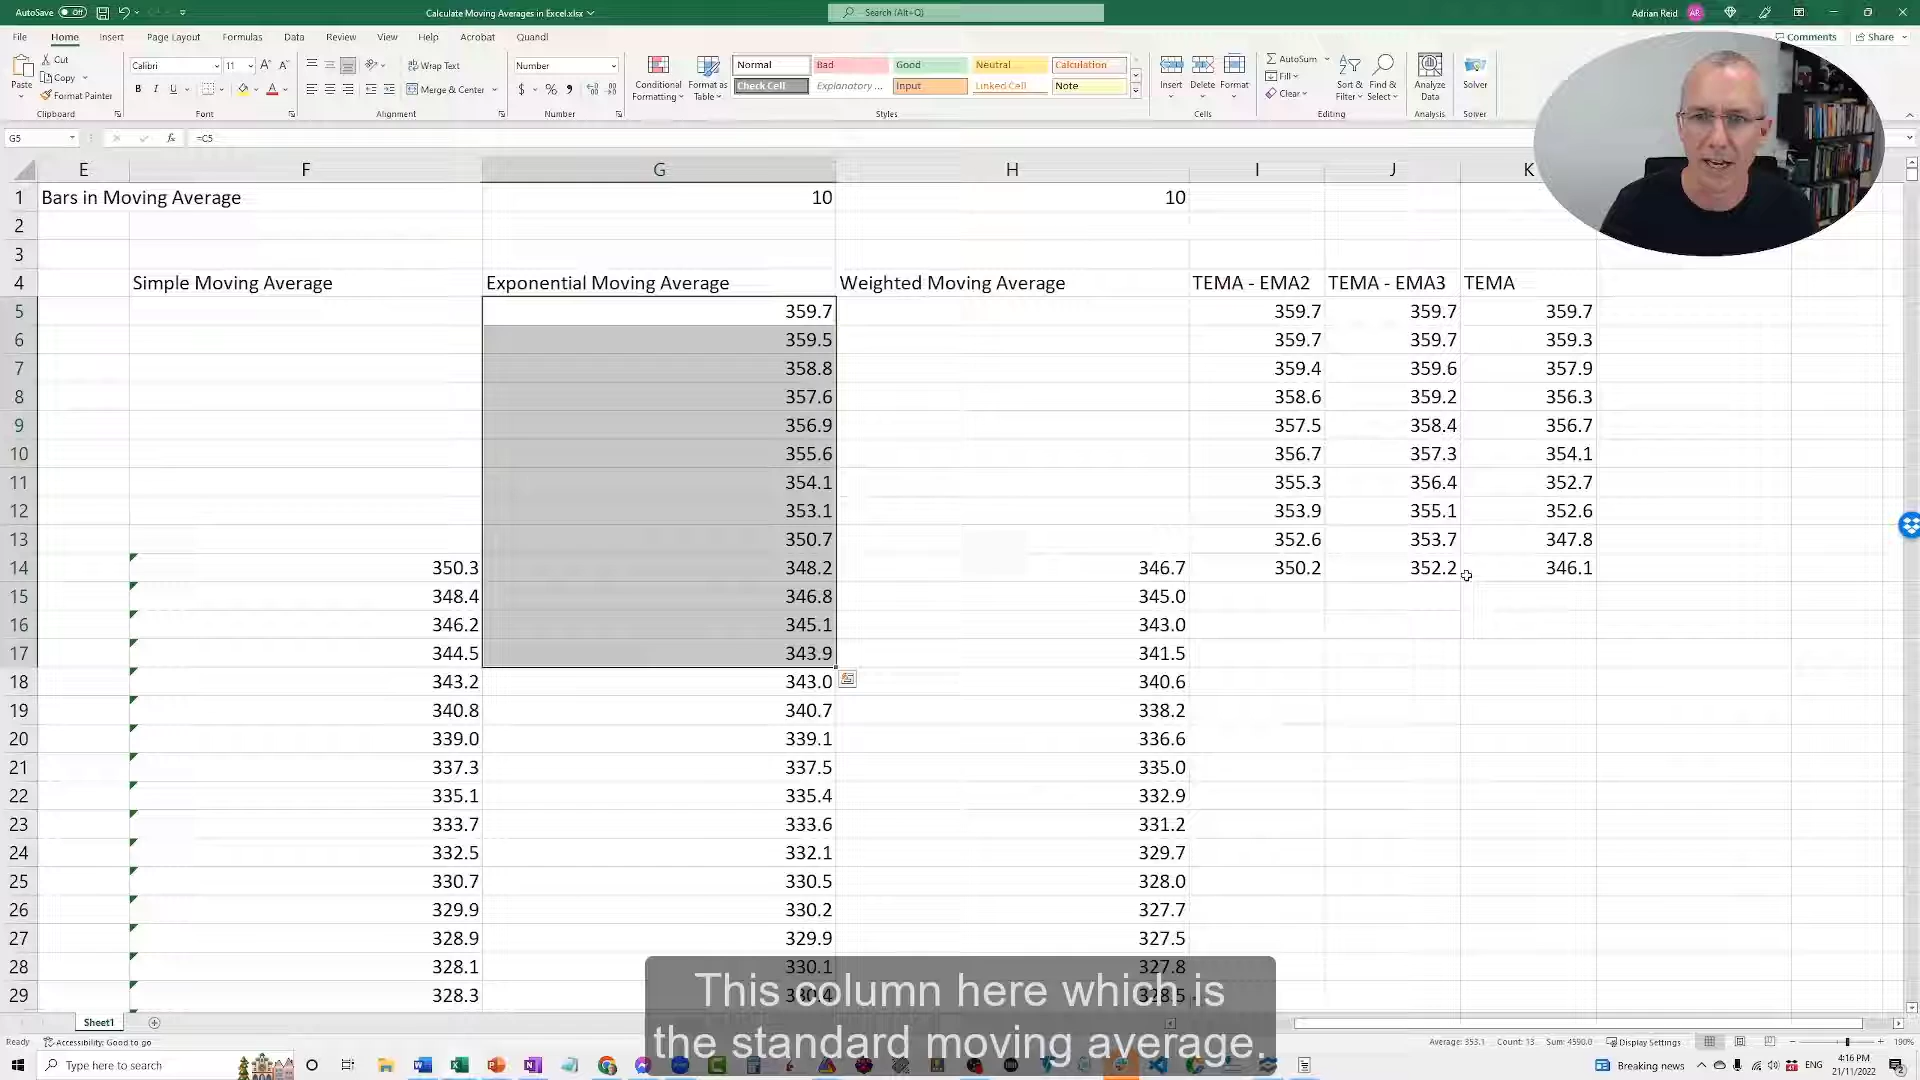 AutoSave Off Calculate Moving Averages in Excel.xlsx Search (Alt+Q) Adrian Reid AR
File Home Insert Page Layout Formulas Data Review View Help Acrobat Quandl Comments Share
Paste Cut Copy Format Painter Clipboard
Calibri 11 B I U Font
Wrap Text Merge & Center Alignment
Number $ % Number
Conditional Formatting Format as Table
Normal Bad Good Neutral Calculation
Check Cell Explanatory ... Input Linked Cell Note
Styles
Insert Delete Format Cells
AutoSum Fill Clear Sort & Filter Find & Select Editing
Analyze Data Analysis
Solver Solver
G5 fx =C5
E F G H I J K
1 Bars in Moving Average 10 10
2
3
4 Simple Moving Average Exponential Moving Average Weighted Moving Average TEMA - EMA2 TEMA - EMA3 TEMA
5 359.7 359.7 359.7 359.7
6 359.5 359.7 359.7 359.3
7 358.8 359.4 359.6 357.9
8 357.6 358.6 359.2 356.3
9 356.9 357.5 358.4 356.7
10 355.6 356.7 357.3 354.1
11 354.1 355.3 356.4 352.7
12 353.1 353.9 355.1 352.6
13 350.7 352.6 353.7 347.8
14 350.3 348.2 346.7 350.2 352.2 346.1
15 348.4 346.8 345.0
16 346.2 345.1 343.0
17 344.5 343.9 341.5
18 343.2 343.0 340.6
19 340.8 340.7 338.2
20 339.0 339.1 336.6
21 337.3 337.5 335.0
22 335.1 335.4 332.9
23 333.7 333.6 331.2
24 332.5 332.1 329.7
25 330.7 330.5 328.0
26 329.9 330.2 327.7
27 328.9 329.9 327.5
28 328.1 330.1 327.8
29 328.3 330.4 328.5
This column here which is
the standard moving average.
Sheet1
Ready Accessibility: Good to go Average: 353.1 Count: 13 Sum: 4590.0 Display Settings 190%
Type here to search Breaking news ENG 4:16 PM
21/11/2022